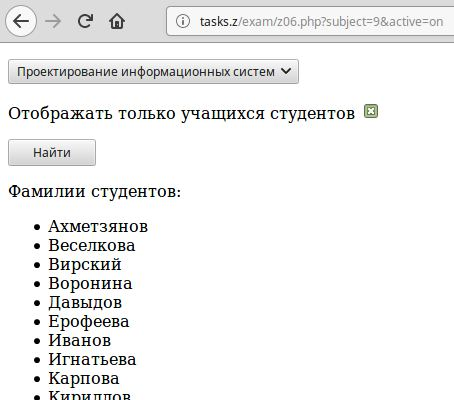 tasks.z/exam/z06.php?subject=9&active=on
Проектирование информационных систем
Отображать только учащихся студентов
Найти
Фамилии студентов:
Ахметзянов
Веселкова
Вирский
Воронина
Давыдов
Ерофеева
Иванов
Игнатьева
Карпова
Кириллов